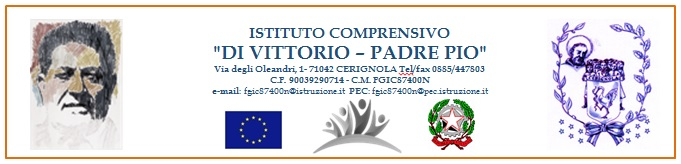 ISTITUTO COMPRENSIVO
"DI VITTORIO – PADRE PIO"
Via degli Oleandri, 1- 71042 CERIGNOLA Tel/fax 0885/447803
C.F. 90039290714 - C.M. FGIC87400N
e-mail: fgic87400n@istruzione.it PEC: fgic87400n@pec.istruzione.it